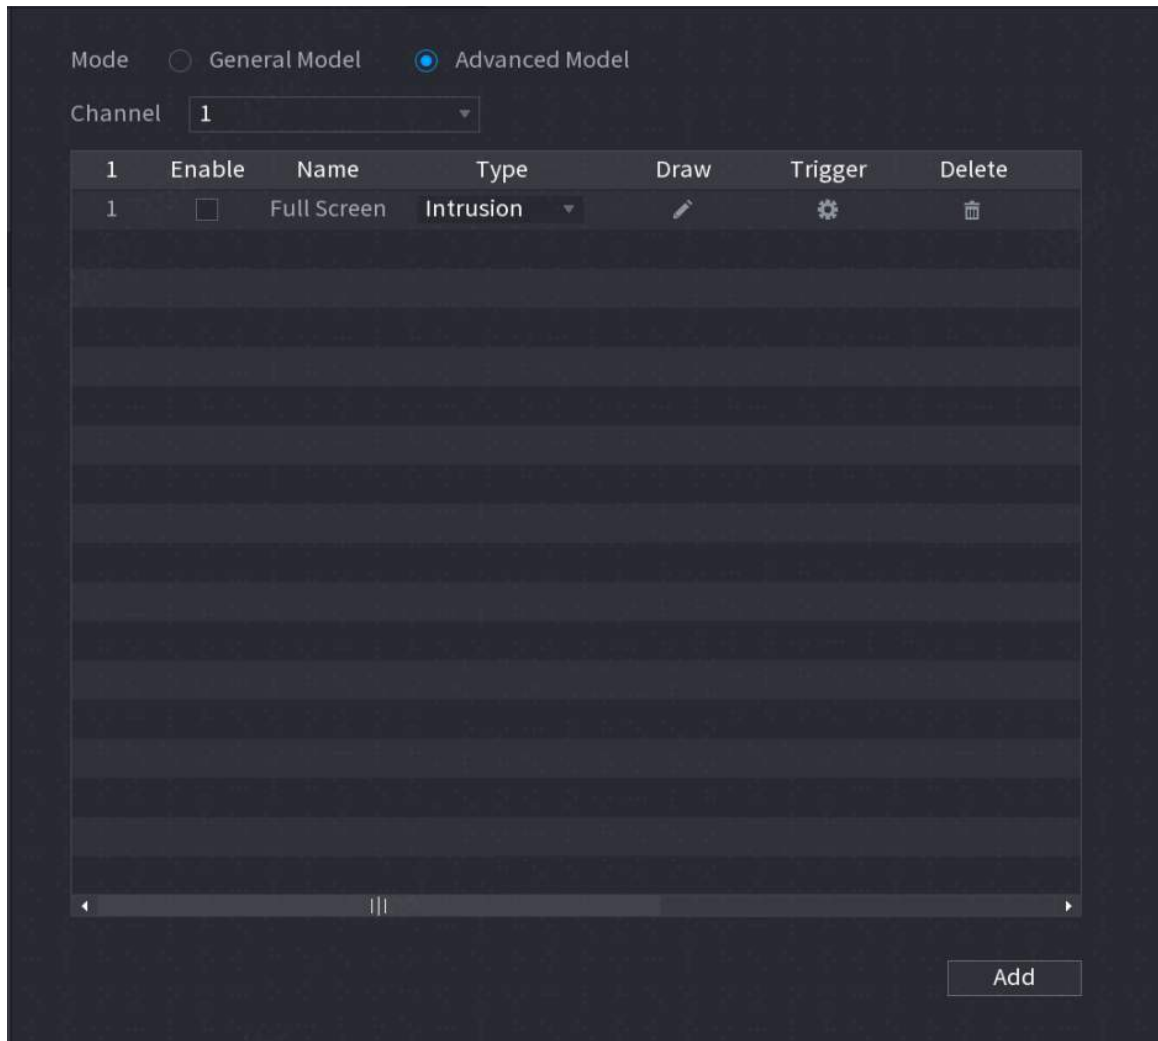 Mode General Model Advanced Model
Channel 1
1 Enable Name Type Draw Trigger Delete
1 Full Screen Intrusion
Add